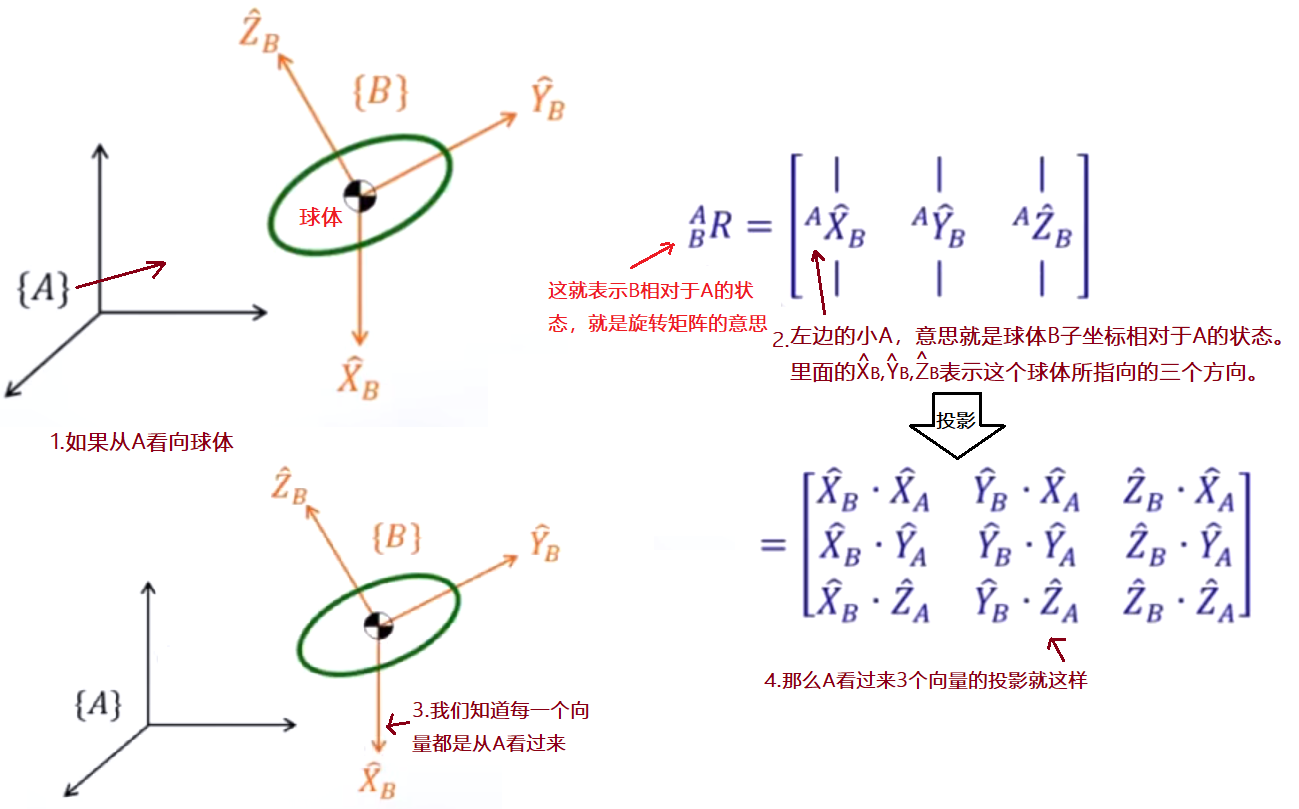 Ẑ_B
{B}
Ŷ_B
球体
{A}
X̂_B
1.如果从A看向球体
^A_B R = [ | | |
^A X̂_B ^A Ŷ_B ^A Ẑ_B
| | | ]
这就表示B相对于A的状
态，就是旋转矩阵的意思
2.左边的小A，意思就是球体B子坐标相对于A的状态。
里面的X̂B,ŶB,ẐB表示这个球体所指向的三个方向。
投影
= [ X̂_B · X̂_A Ŷ_B · X̂_A Ẑ_B · X̂_A
X̂_B · Ŷ_A Ŷ_B · Ŷ_A Ẑ_B · Ŷ_A
X̂_B · Ẑ_A Ŷ_B · Ẑ_A Ẑ_B · Ẑ_A ]
4.那么A看过来3个向量的投影就这样
Ẑ_B
{B}
Ŷ_B
{A}
3.我们知道每一个向
量都是从A看过来
X̂_B